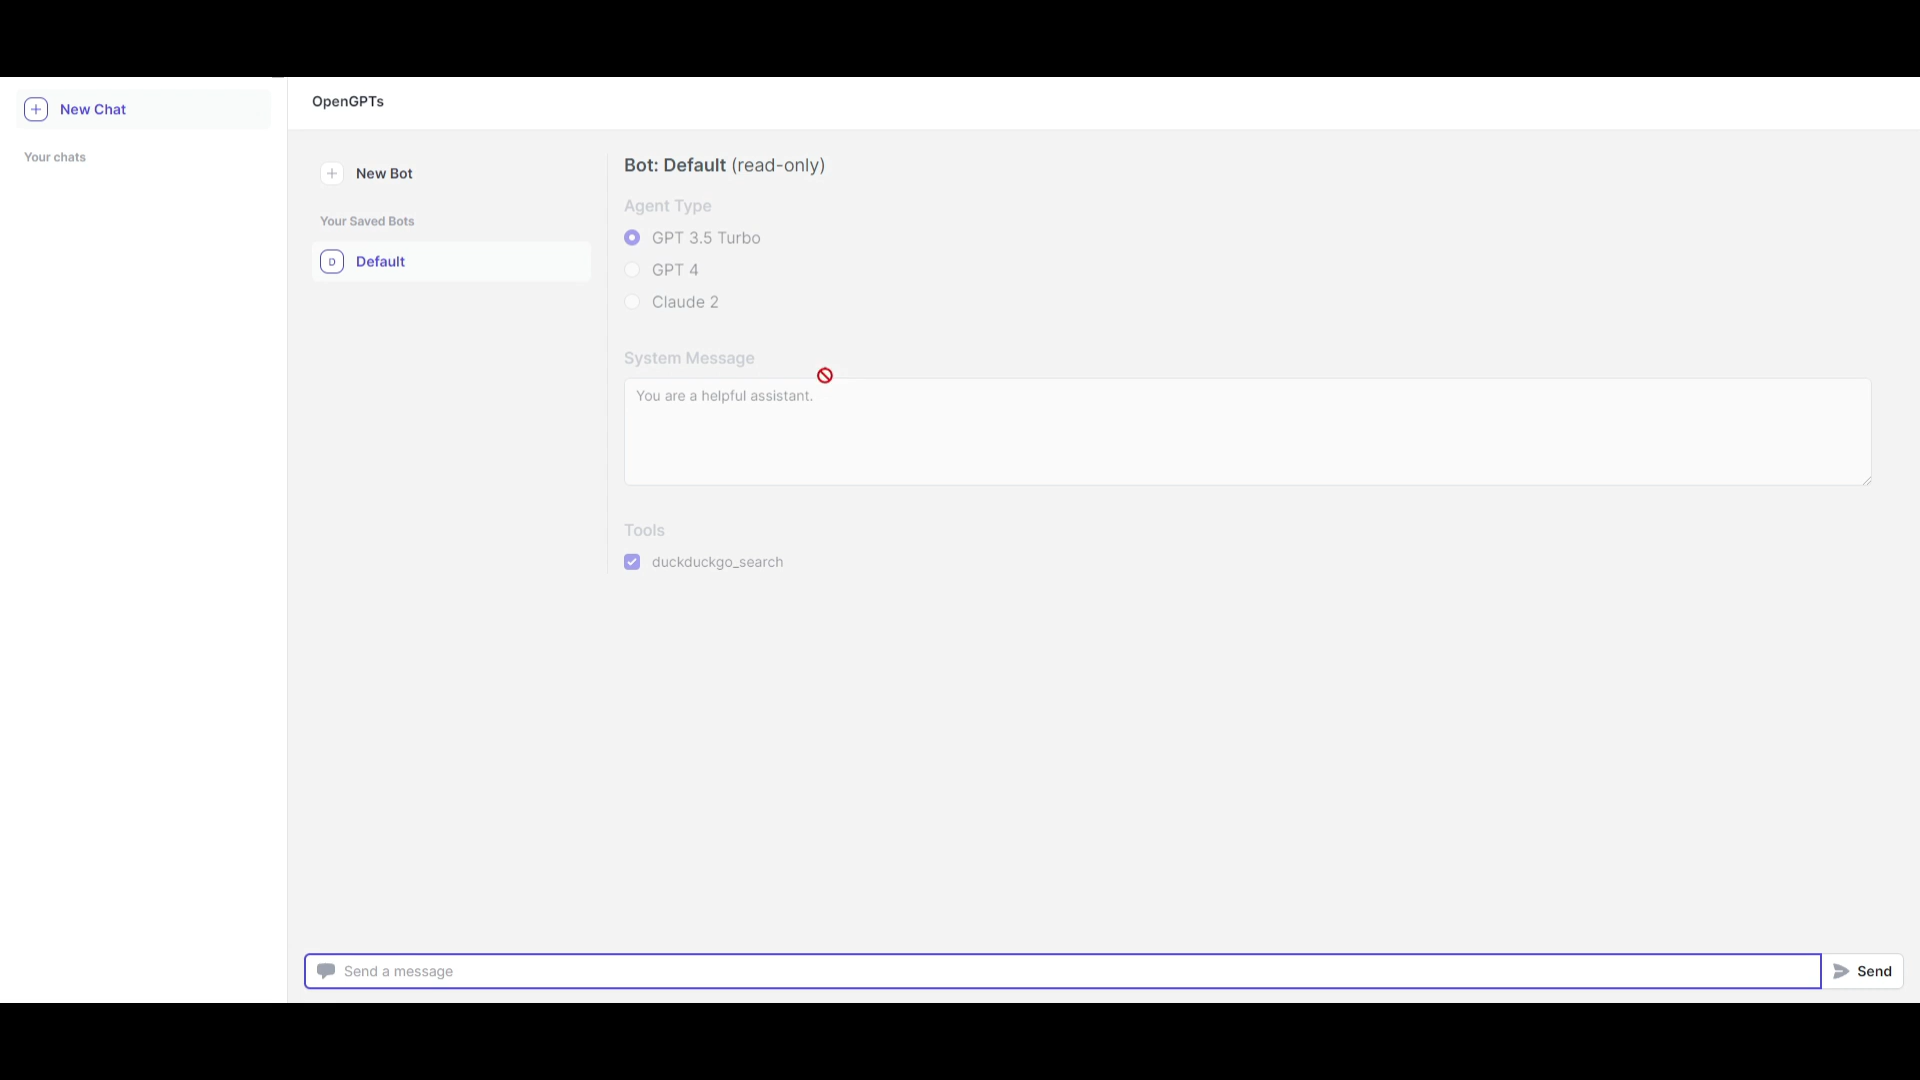 New Chat
Your chats
OpenGPTs
New Bot
Your Saved Bots
D
Default
Bot: Default (read-only)
Agent Type
GPT 3.5 Turbo
GPT 4
Claude 2
System Message
You are a helpful assistant.
Tools
duckduckgo_search
Send a message
Send